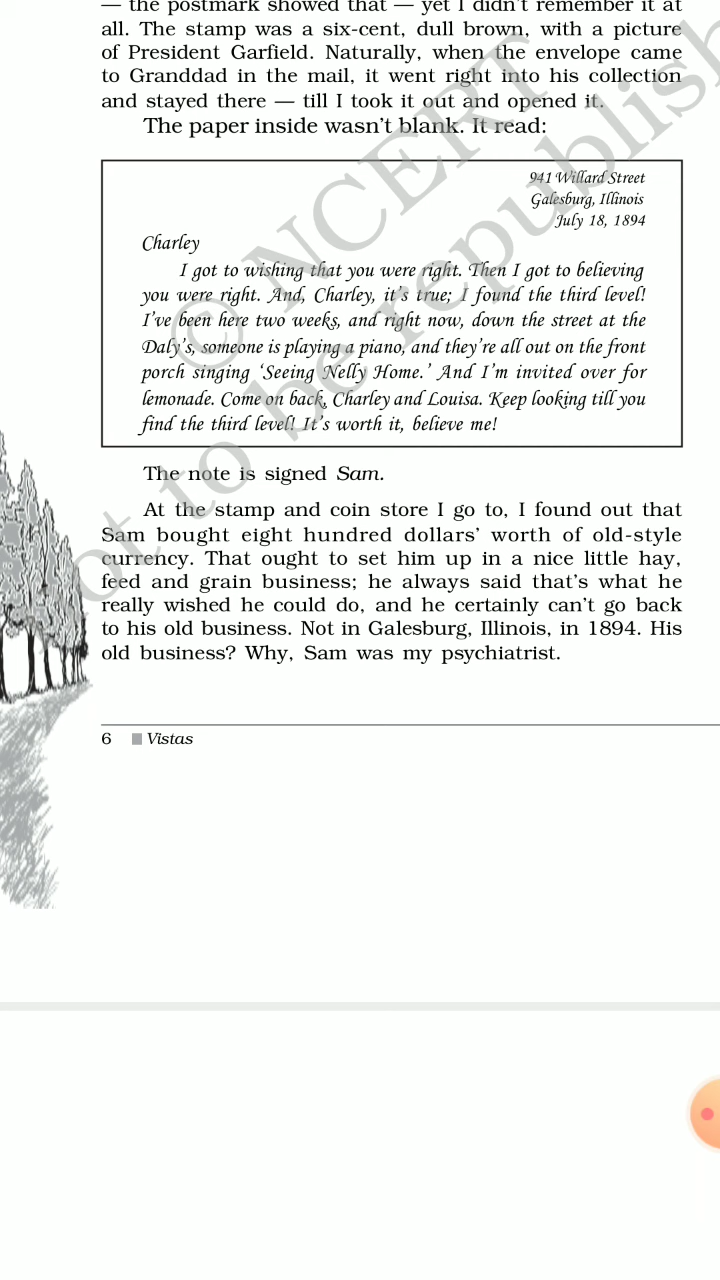 — the postmark showed that — yet I didn't remember it at
all. The stamp was a six-cent, dull brown, with a picture
of President Garfield. Naturally, when the envelope came
to Granddad in the mail, it went right into his collection
and stayed there — till I took it out and opened it.
The paper inside wasn't blank. It read:
941 Willard Street
Galesburg, Illinois
July 18, 1894
Charley
I got to wishing that you were right. Then I got to believing
you were right. And, Charley, it's true; I found the third level!
I've been here two weeks, and right now, down the street at the
Daly's, someone is playing a piano, and they're all out on the front
porch singing ‘Seeing Nelly Home.’ And I'm invited over for
lemonade. Come on back, Charley and Louisa. Keep looking till you
find the third level! It's worth it, believe me!
The note is signed Sam.
At the stamp and coin store I go to, I found out that
Sam bought eight hundred dollars' worth of old-style
currency. That ought to set him up in a nice little hay,
feed and grain business; he always said that's what he
really wished he could do, and he certainly can't go back
to his old business. Not in Galesburg, Illinois, in 1894. His
old business? Why, Sam was my psychiatrist.
6 Vistas
© NCERT
not to be republish